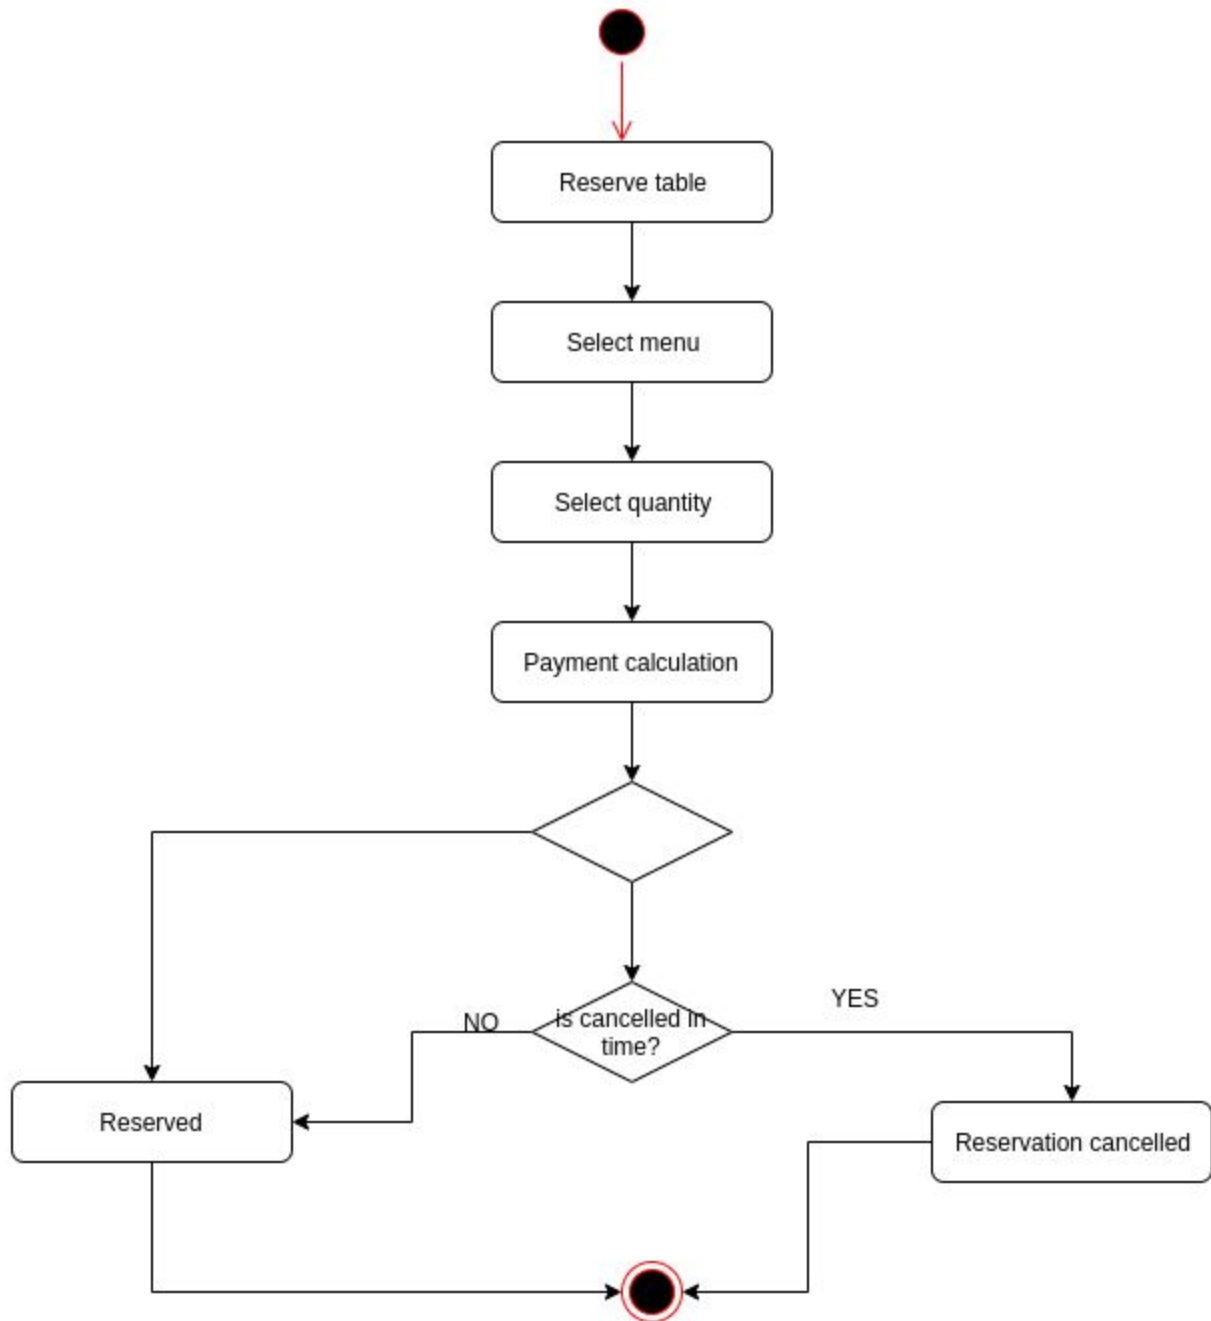 Reserve table
Select menu
Select quantity
Payment calculation
YES
NO
is cancelled in
time?
Reserved
Reservation cancelled